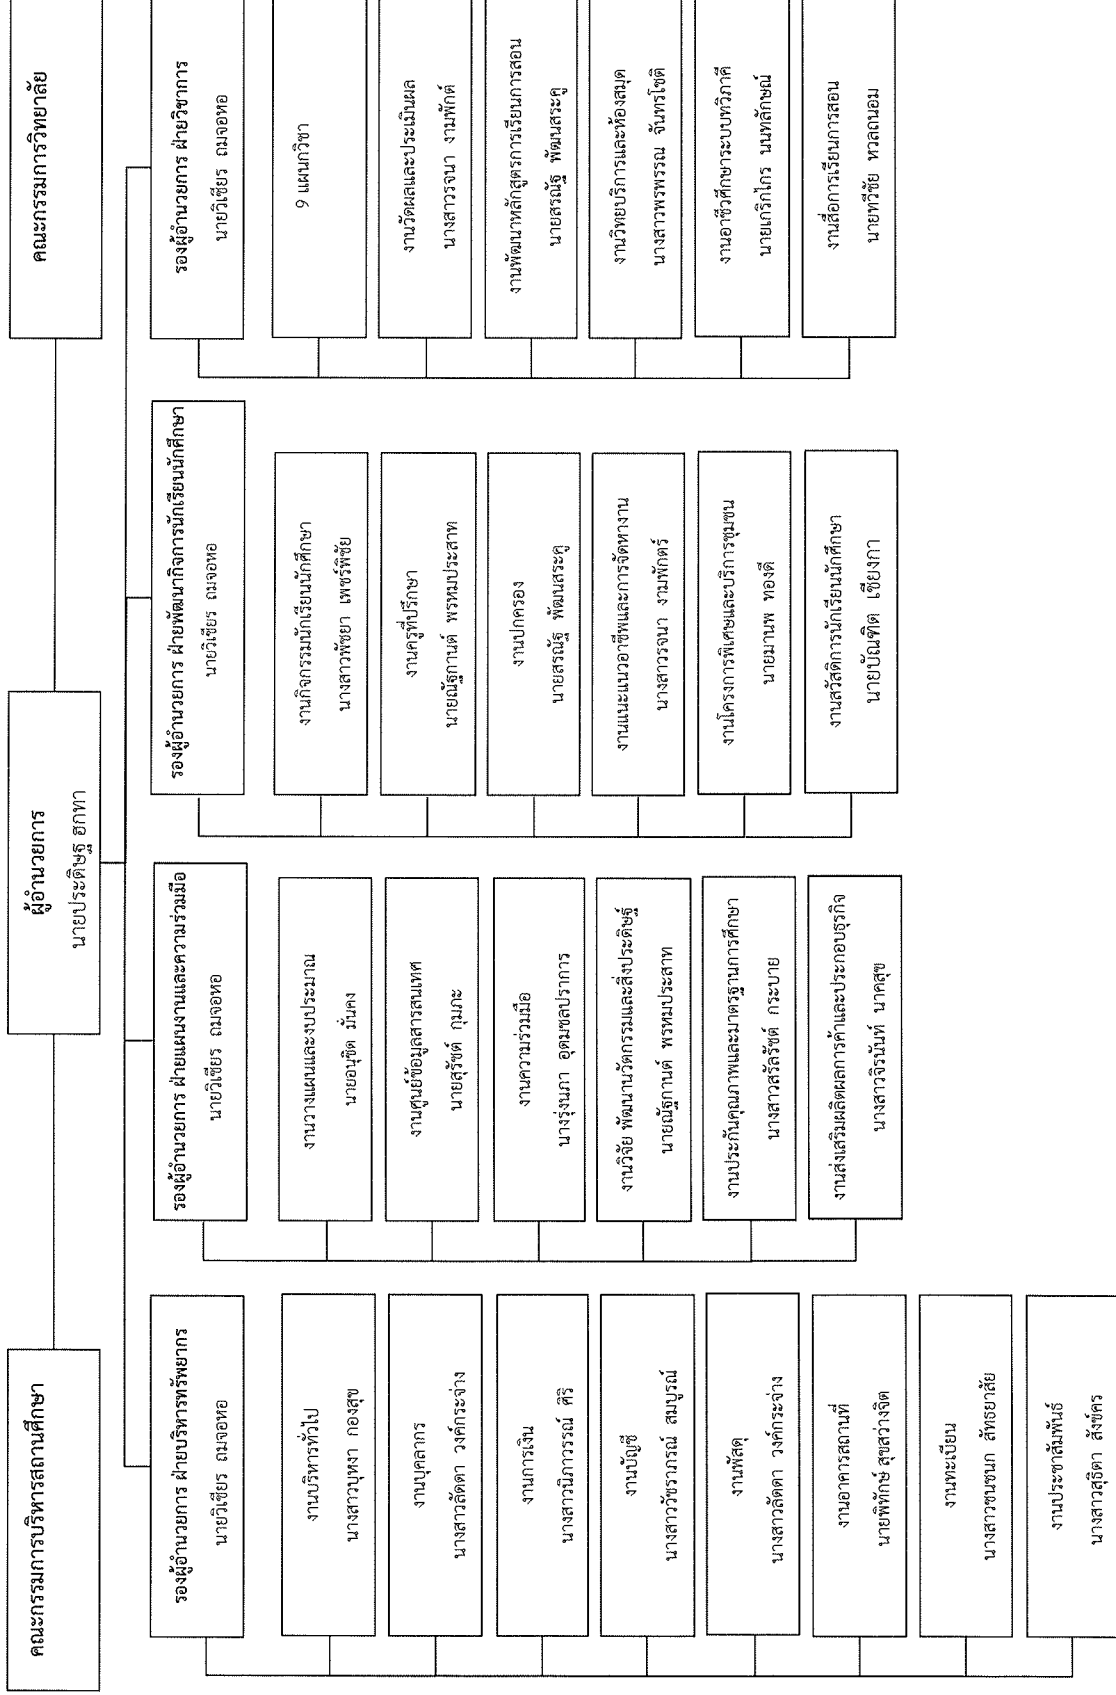 คณะกรรมการบริหารสถานศึกษา
ผู้อำนวยการ
นายประดิษฐ ฮกทา
คณะกรรมการวิทยาลัย
รองผู้อำนวยการ ฝ่ายบริหารทรัพยากร
นายวิเชียร ถมจอหอ
งานบริหารทั่วไป
นางสาวบุหงา กองสุข
งานบุคลากร
นางสาวลัดดา วงค์กระจ่าง
งานการเงิน
นางสาวนิภาวรรณ์ ศิริ
งานบัญชี
นางสาววัชราภรณ์ สมบูรณ์
งานพัสดุ
นางสาวลัดดา วงค์กระจ่าง
งานอาคารสถานที่
นายพิทักษ์ สุขสว่างจิต
งานทะเบียน
นางสาวชนชนก สัทธยาสัย
งานประชาสัมพันธ์
นางสาวสุธิตา สังข์คร
รองผู้อำนวยการ ฝ่ายแผนงานและความร่วมมือ
นายวิเชียร ถมจอหอ
งานวางแผนและงบประมาณ
นายอนุชิต มั่นคง
งานศูนย์ข้อมูลสารสนเทศ
นายสุรัชต์ กุมภะ
งานความร่วมมือ
นางรุ่งนภา อุดมชลปราการ
งานวิจัย พัฒนานวัตกรรมและสิ่งประดิษฐ์
นายณัฐกานต์ พรหมประสาท
งานประกันคุณภาพและมาตรฐานการศึกษา
นางสาวสรัลรัชต์ กระบาย
งานส่งเสริมผลิตผลการค้าและประกอบธุรกิจ
นางสาวจิรนันท์ นาคสุข
รองผู้อำนวยการ ฝ่ายพัฒนากิจการนักเรียนนักศึกษา
นายวิเชียร ถมจอหอ
งานกิจกรรมนักเรียนนักศึกษา
นางสาวพัชยา เพชร์พิชัย
งานครูที่ปรึกษา
นายณัฐกานต์ พรหมประสาท
งานปกครอง
นายสรณัฐ พัฒนสระคู
งานแนะแนวอาชีพและการจัดหางาน
นางสาวรจนา งามพักตร์
งานโครงการพิเศษและบริการชุมชน
นายมานพ ทองดี
งานสวัสดิการนักเรียนนักศึกษา
นายบัณฑิต เชียงกา
รองผู้อำนวยการ ฝ่ายวิชาการ
นายวิเชียร ถมจอหอ
9 แผนกวิชา
งานวัดผลและประเมินผล
นางสาวรจนา งามพักต์
งานพัฒนาหลักสูตรการเรียนการสอน
นายสรณัฐ พัฒนสระคู
งานวิทยบริการและห้องสมุด
นางสาวพรพรรณ จันทรโชติ
งานอาชีวศึกษาระบบทวิภาคี
นายเกริกไกร นนทลักษณ์
งานสื่อการเรียนการสอน
นายทวีชัย หวลถนอม